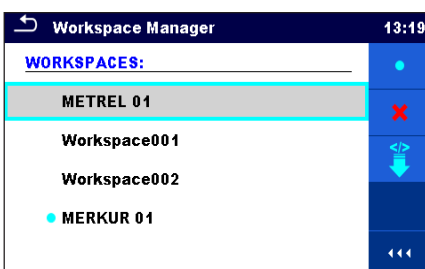 Workspace Manager 13:19
WORKSPACES:
METREL 01
Workspace001
Workspace002
MERKUR 01